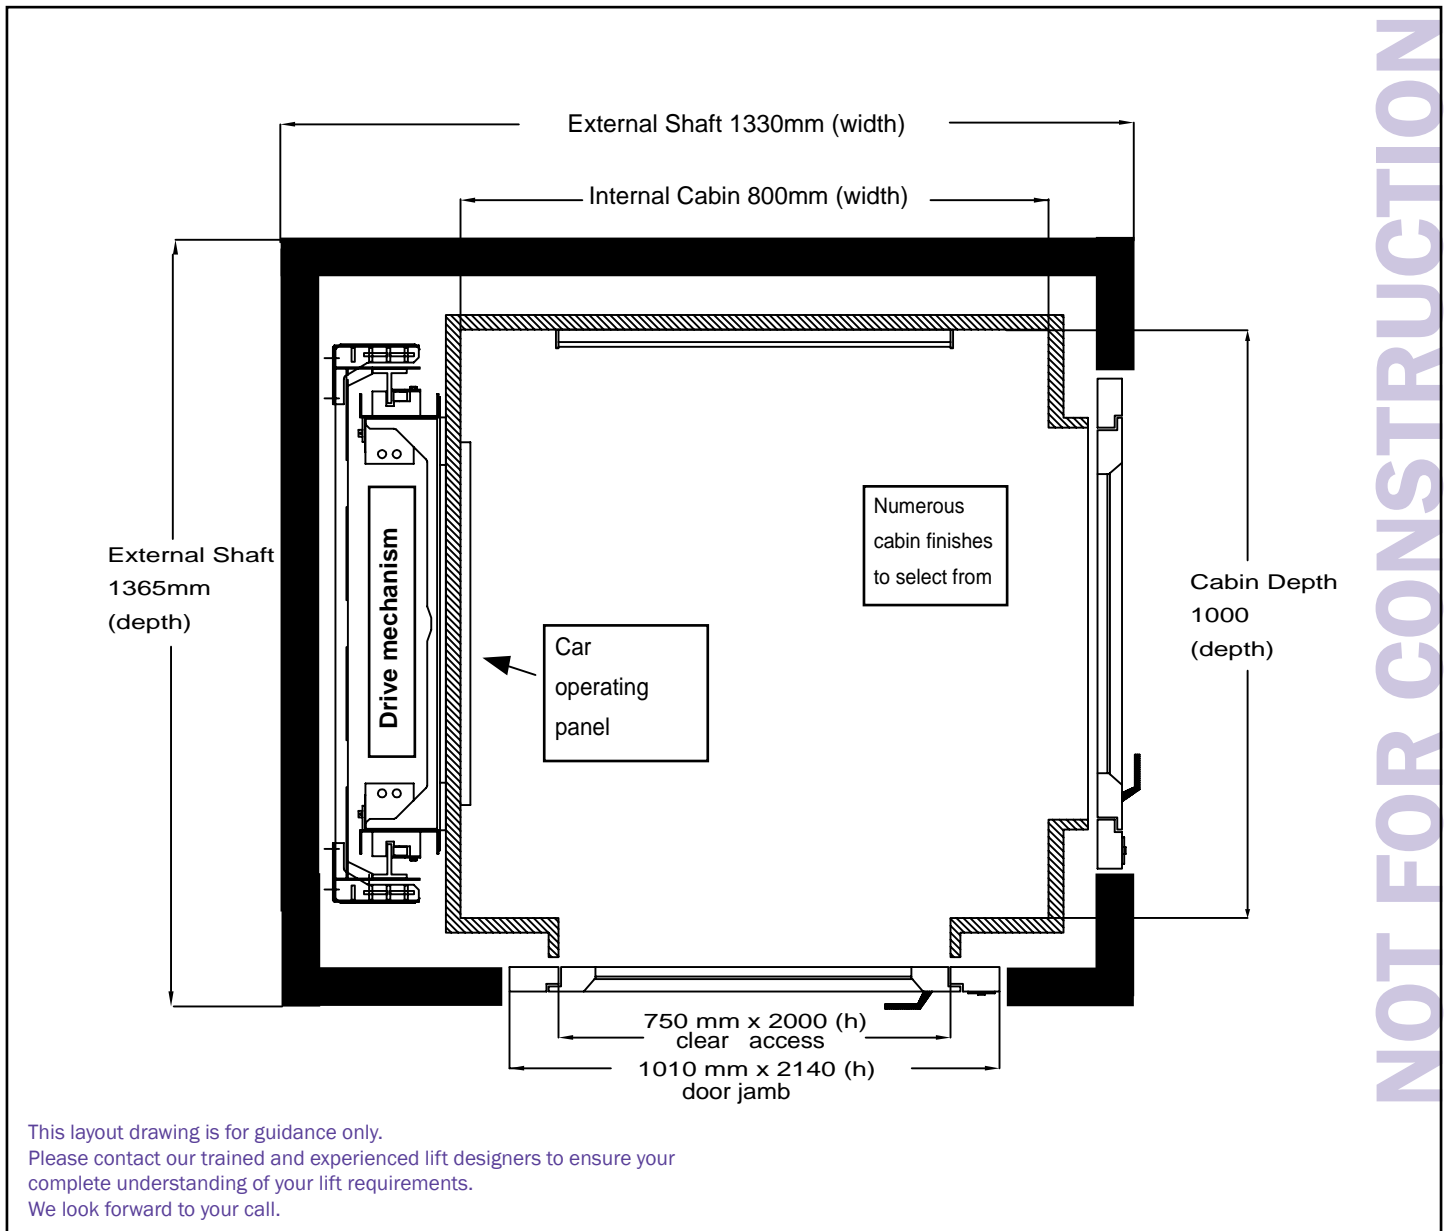 External Shaft 1330mm (width)
Internal Cabin 800mm (width)
NOT FOR CONSTRUCTION
External Shaft
1365mm
(depth)
Drive mechanism
Car
operating
panel
Numerous
cabin finishes
to select from
Cabin Depth
1000
(depth)
750 mm x 2000 (h)
clear access
1010 mm x 2140 (h)
door jamb
This layout drawing is for guidance only.
Please contact our trained and experienced lift designers to ensure your
complete understanding of your lift requirements.
We look forward to your call.